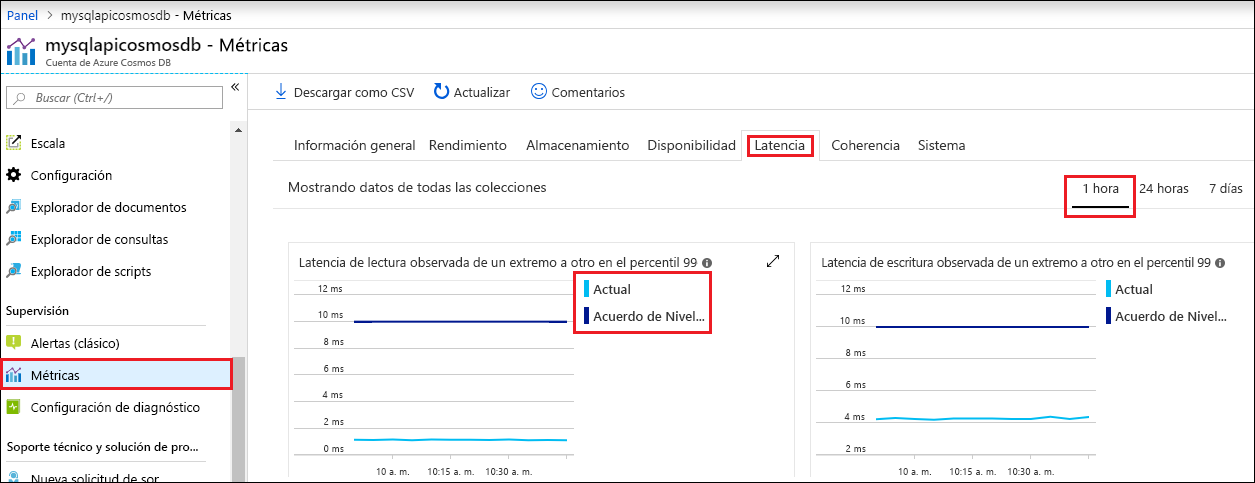 Panel > mysqlapicosmosdb - Métricas
mysqlapicosmosdb - Métricas
Cuenta de Azure Cosmos DB
Buscar (Ctrl+/)
«
Escala
Configuración
Explorador de documentos
Explorador de consultas
Explorador de scripts
Supervisión
Alertas (clásico)
Métricas
Configuración de diagnóstico
Soporte técnico y solución de pro...
Nueva solicitud de sop
Descargar como CSV Actualizar Comentarios
Información general Rendimiento Almacenamiento Disponibilidad Latencia Coherencia Sistema
Mostrando datos de todas las colecciones
1 hora 24 horas 7 días
Latencia de lectura observada de un extremo a otro en el percentil 99
12 ms
10 ms
8 ms
6 ms
4 ms
2 ms
0 ms
10 a. m. 10:15 a. m. 10:30 a. m.
Actual
Acuerdo de Nivel...
Latencia de escritura observada de un extremo a otro en el percentil 99
12 ms
10 ms
8 ms
6 ms
4 ms
2 ms
10 a. m. 10:15 a. m. 10:30 a. m.
Actual
Acuerdo de Nivel...